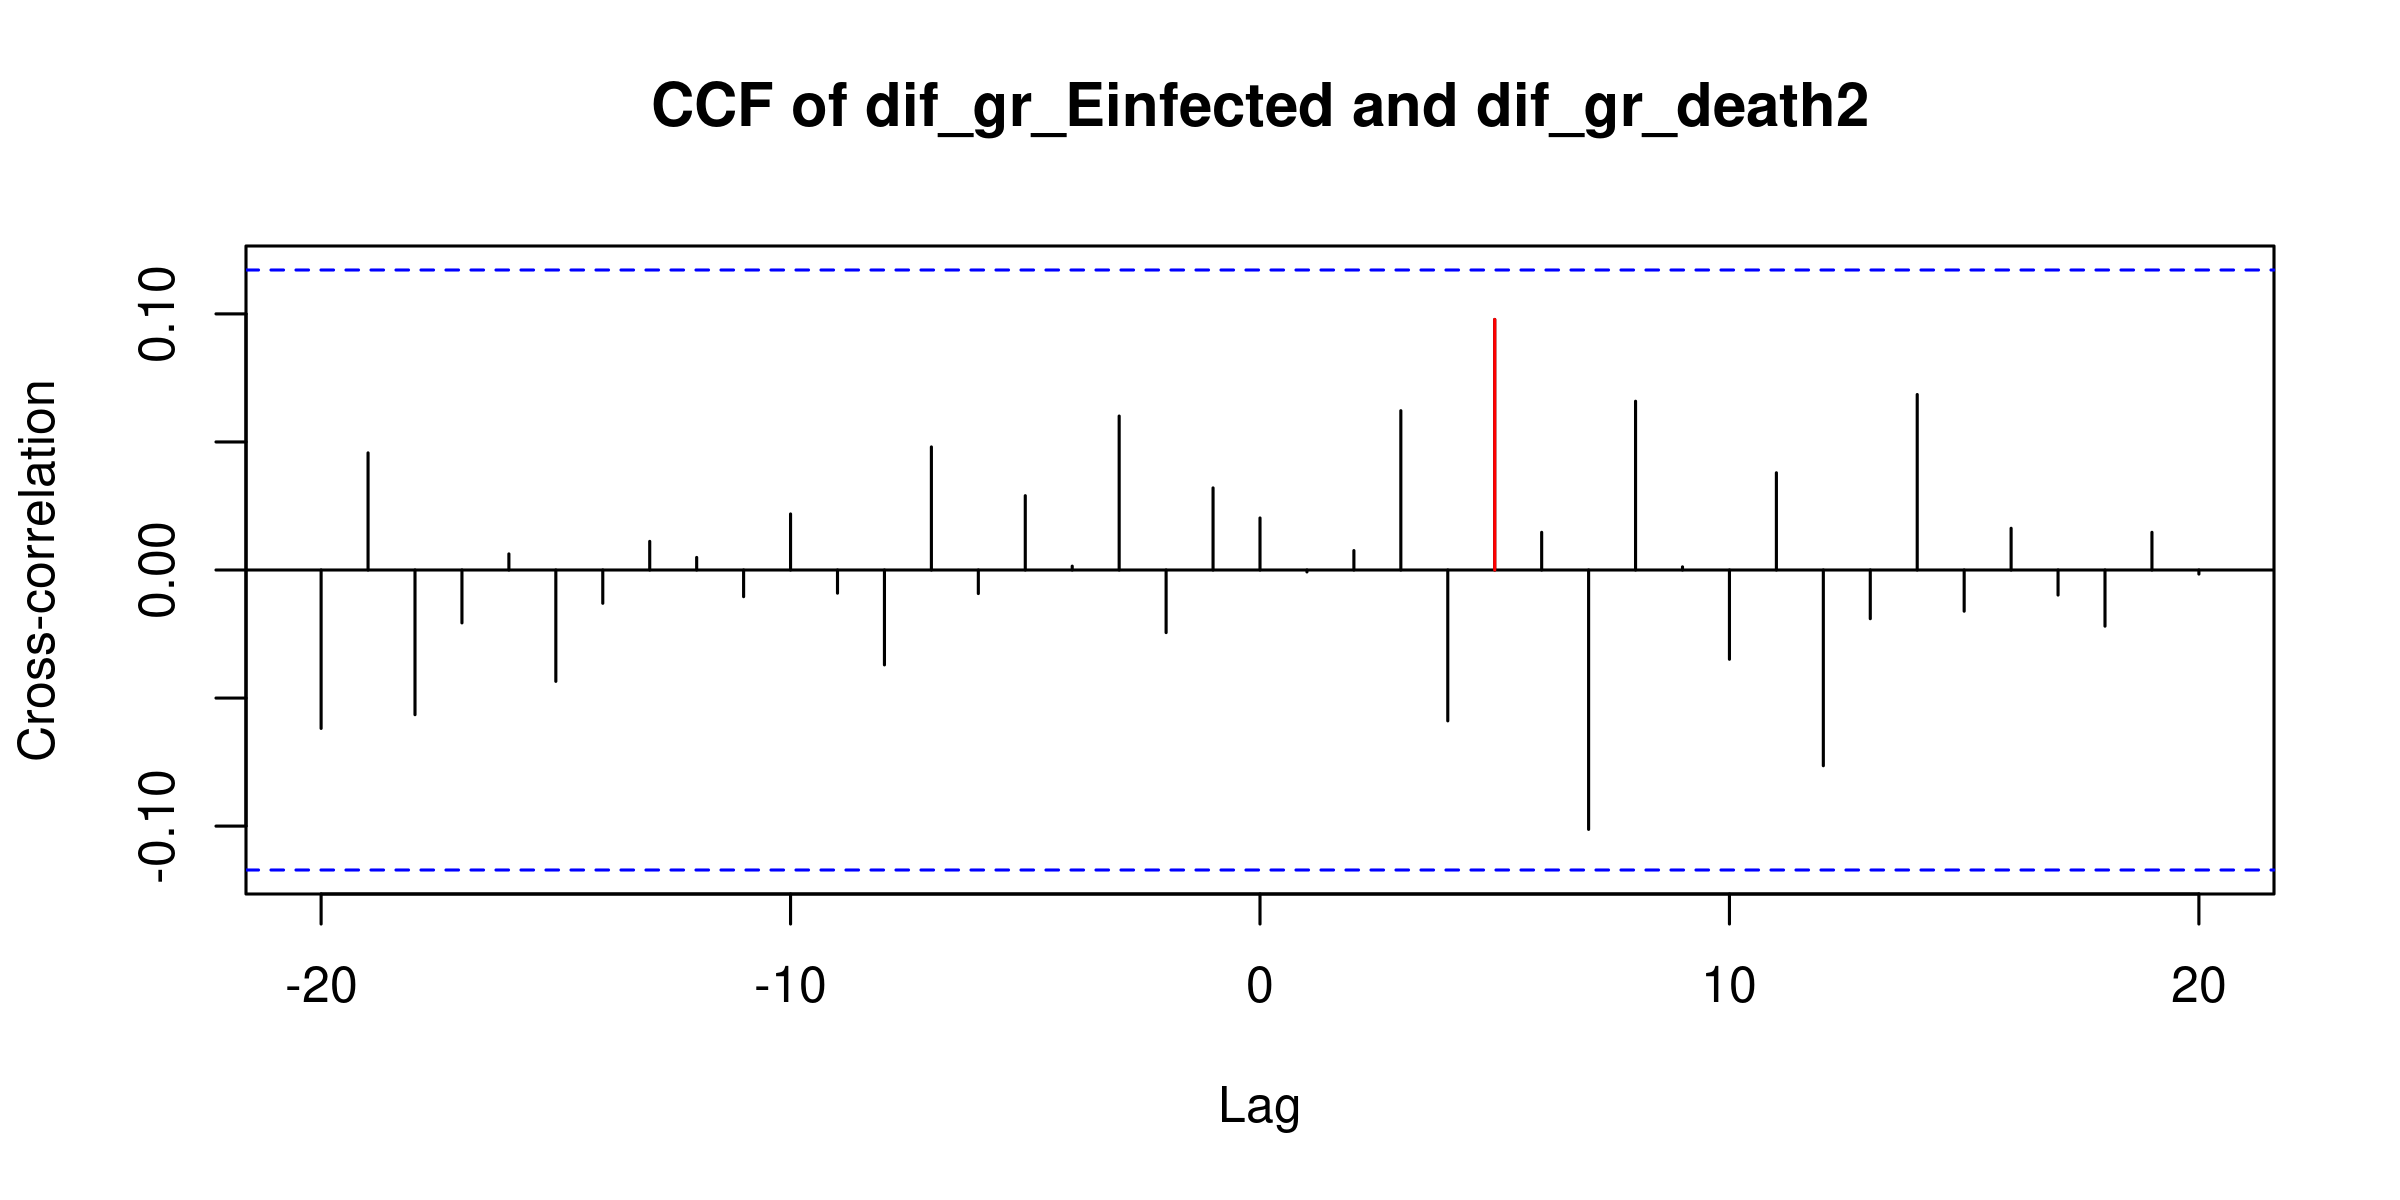 CCF of dif_gr_Einfected and dif_gr_death2
Cross-correlation
0.10
0.00
-0.10
-20 -10 0 10 20
Lag